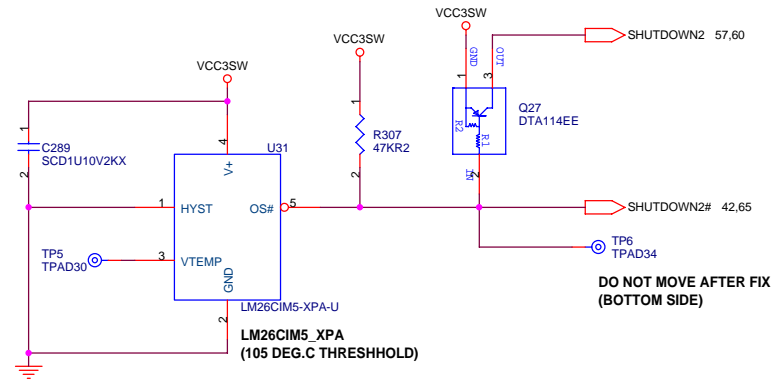 VCC3SW
VCC3SW
VCC3SW
GND
OUT
1
3
SHUTDOWN2 57,60
Q27
DTA114EE
R2
R1
IN
2
1
C289
SCD1U10V2KX
2
4
U31
V+
1
R307
47KR2
2
1
HYST
OS#
5
SHUTDOWN2# 42,65
TP5
TPAD30
3
VTEMP
GND
2
LM26CIM5-XPA-U
TP6
TPAD34
DO NOT MOVE AFTER FIX
(BOTTOM SIDE)
LM26CIM5_XPA
(105 DEG.C THRESHHOLD)